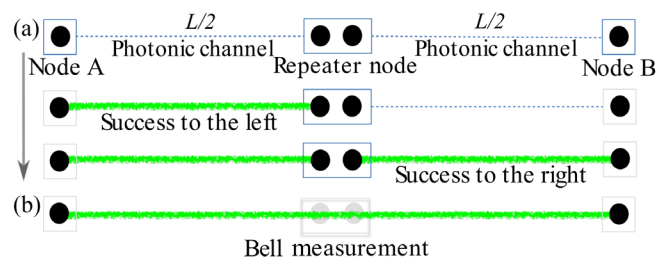 (a) L/2 L/2
Photonic channel Photonic channel
Node A Repeater node Node B
Success to the left
Success to the right
(b)
Bell measurement